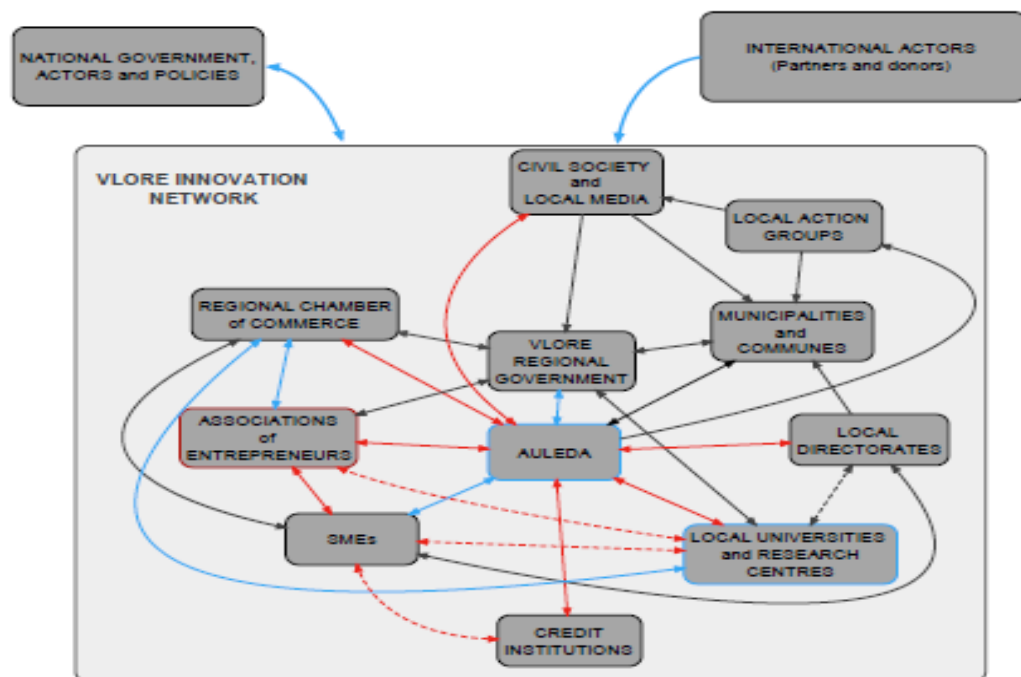 NATIONAL GOVERNMENT,
ACTORS and POLICIES
INTERNATIONAL ACTORS
(Partners and donors)
VLORE INNOVATION
NETWORK
CIVIL SOCIETY
and
LOCAL MEDIA
LOCAL ACTION
GROUPS
REGIONAL CHAMBER
of COMMERCE
MUNICIPALITIES
and
COMMUNES
VLORE
REGIONAL
GOVERNMENT
ASSOCIATIONS
of
ENTREPRENEURS
AULEDA
LOCAL
DIRECTORATES
SMEs
LOCAL UNIVERSITIES
and RESEARCH
CENTRES
CREDIT
INSTITUTIONS